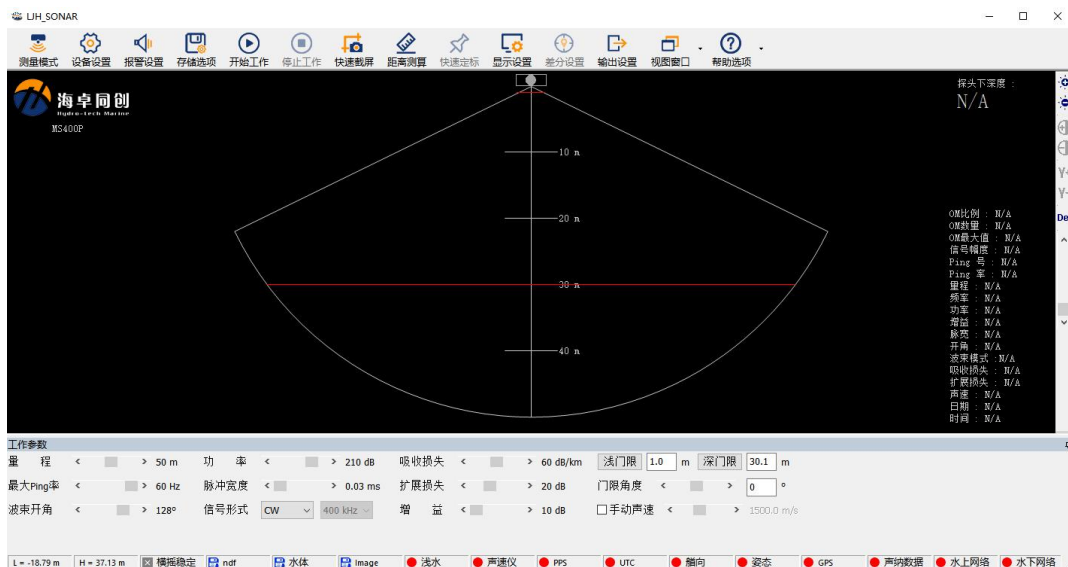 LJH_SONAR
测量模式 设备设置 报警设置 存储选项 开始工作 停止工作 快速截屏 距离测算 快速定标 显示设置 差分设置 输出设置 视图窗口 帮助选项
海卓同创
Hydro-tech Marine
MS400P
探头下深度 :
N/A
10 m
20 m
30 m
40 m
Y+
Y-
De
OM比例 : N/A
OM数量 : N/A
OM最大值 : N/A
信号幅度 : N/A
Ping 号 : N/A
Ping 率 : N/A
量程 : N/A
频率 : N/A
功率 : N/A
增益 : N/A
脉宽 : N/A
开角 : N/A
波束模式 :N/A
吸收损失 : N/A
扩展损失 : N/A
声速 : N/A
日期 : N/A
时间 : N/A
工作参数
量 程 < > 50 m 功 率 < > 210 dB 吸收损失 < > 60 dB/km 浅门限 1.0 m 深门限 30.1 m
最大Ping率 < > 60 Hz 脉冲宽度 < > 0.03 ms 扩展损失 < > 20 dB 门限角度 < > 0 °
波束开角 < > 128° 信号形式 CW 400 kHz 增 益 < > 10 dB 手动声速 < > 1500.0 m/s
L = -18.79 m H = 37.13 m 横摇稳定 ndf 水体 Image 浅水 声速仪 PPS UTC 艏向 姿态 GPS 声呐数据 水上网络 水下网络